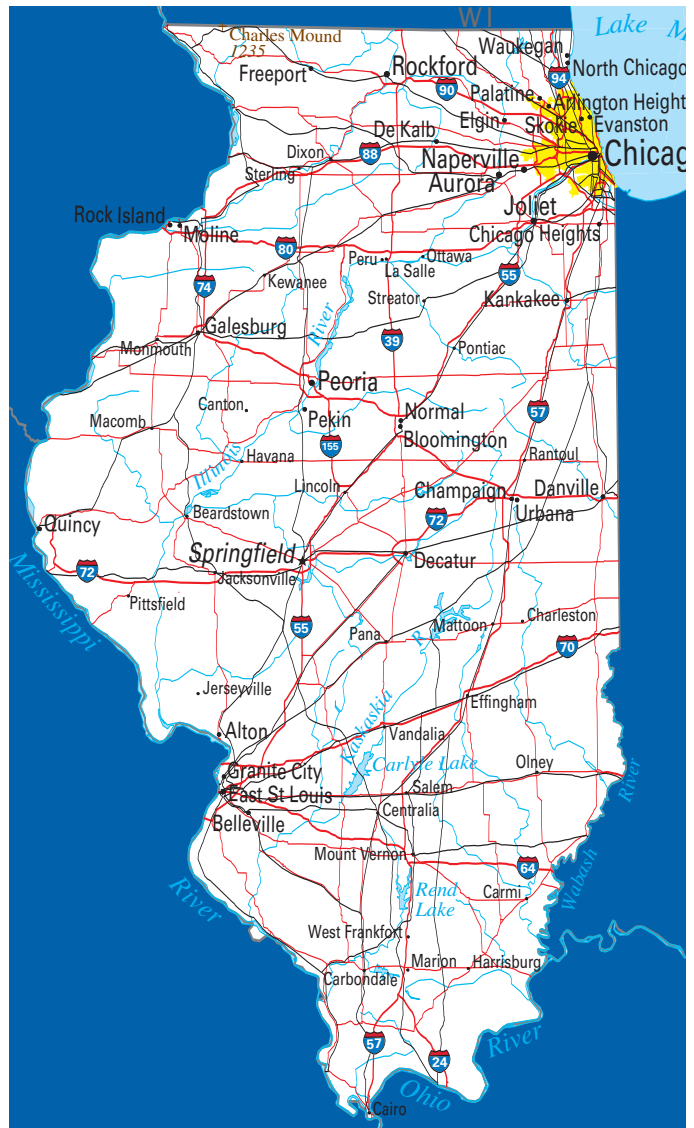 WI
Lake M
Charles Mound
1235
Waukegan
Freeport
Rockford
North Chicago
94
90
Palatine
Arlington Height
Elgin
Skokie
Evanston
De Kalb
Dixon
88
Naperville
Chicag
Sterling
Aurora
Rock Island
Joliet
Moline
Chicago Heights
80
Peru
Ottawa
La Salle
55
74
Kewanee
Streator
Kankakee
Galesburg
River
39
Monmouth
Pontiac
Peoria
Canton
Pekin
Normal
57
Macomb
155
Bloomington
Illinois
Havana
Rantoul
Lincoln
Champaign
Danville
Beardstown
72
Urbana
Quincy
Springfield
Decatur
72
Jacksonville
Mississippi
Pittsfield
55
R
Charleston
Pana
Mattoon
70
Jerseyville
Effingham
Kaskaskia
Alton
Vandalia
Carlyle Lake
Olney
Granite City
River
East St Louis
Salem
Centralia
Belleville
Mount Vernon
64
Wabash
River
Rend
Lake
Carmi
West Frankfort
Marion
Harrisburg
Carbondale
57
River
24
Ohio
Cairo